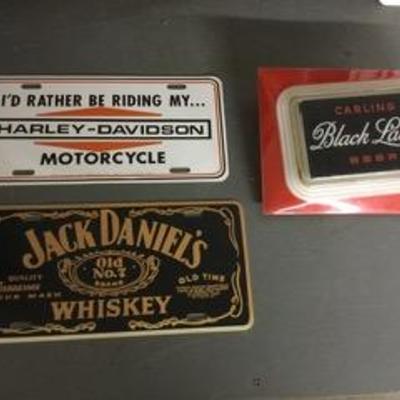 I'D RATHER BE RIDING MY...
HARLEY-DAVIDSON
MOTORCYCLE
CARLING
Black La
BEER
JACK DANIEL'S
Old
No.7
BRAND
QUALITY
OLD TIME
WHISKEY